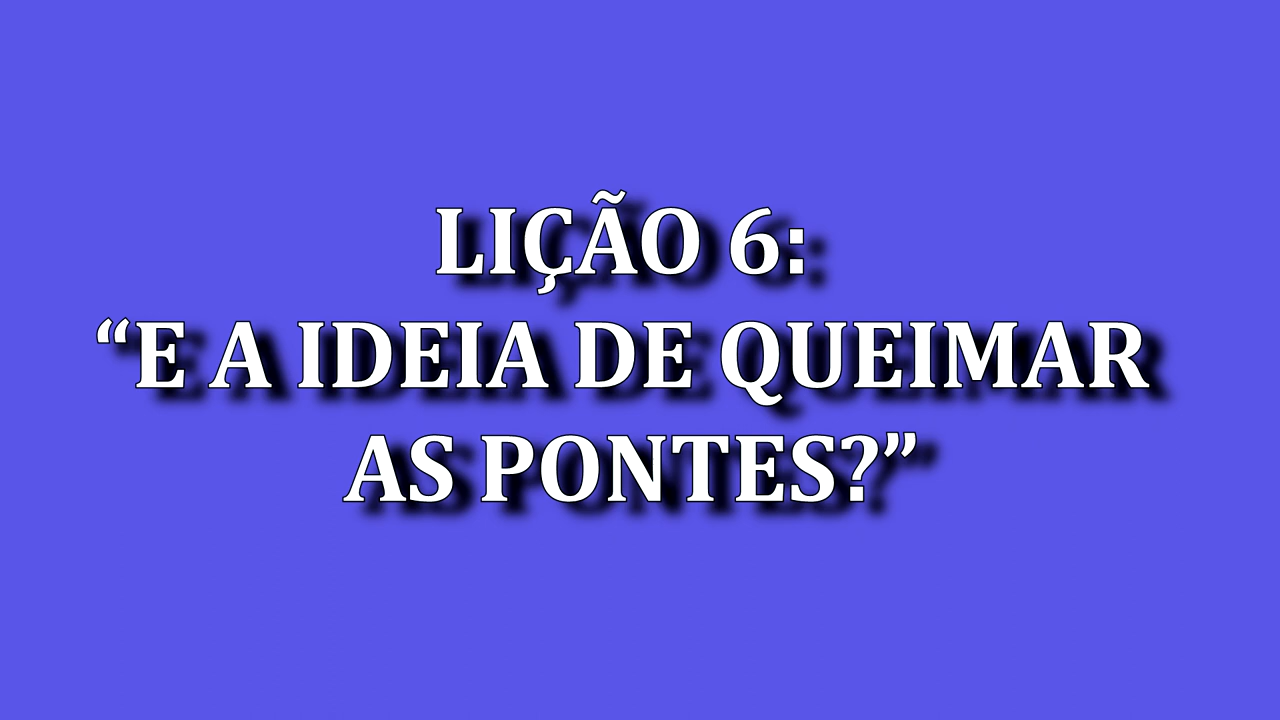 LIÇÃO 6:
“E A IDEIA DE QUEIMAR
AS PONTES?”